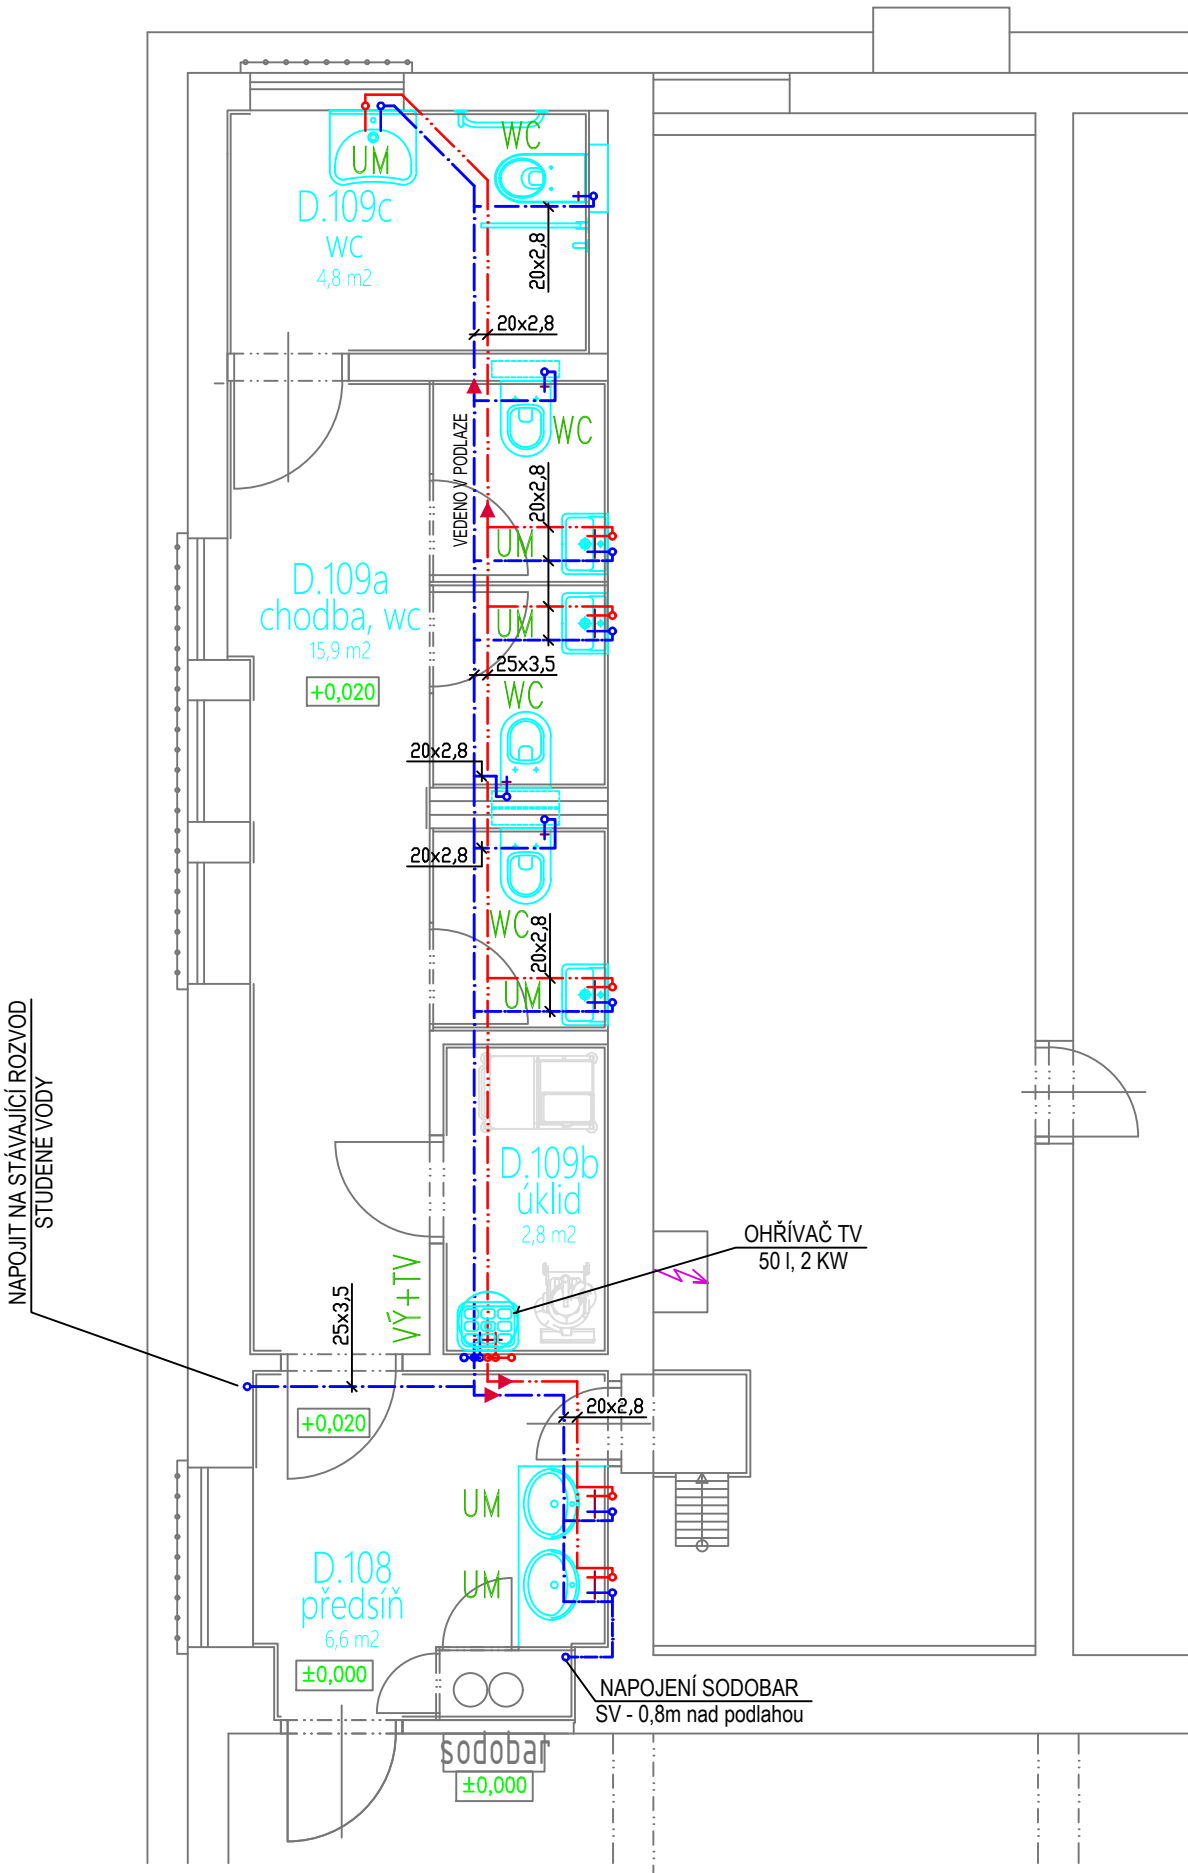 WC
UM
D.109c
wc
4,8 m2
20x2,8
20x2,8
VEDENO V PODLAZE
WC
20x2,8
UM
D.109a
chodba, wc
15,9 m2
+0,020
UM
25x3,5
WC
20x2,8
20x2,8
WC
20x2,8
UM
NAPOJIT NA STÁVAJÍCÍ ROZVOD
STUDENÉ VODY
D.109b
úklid
2,8 m2
OHŘÍVAČ TV
50 l, 2 KW
VÝ+TV
25x3,5
+0,020
20x2,8
UM
UM
D.108
předsíň
6,6 m2
±0,000
NAPOJENÍ SODOBAR
SV - 0,8m nad podlahou
sodobar
±0,000